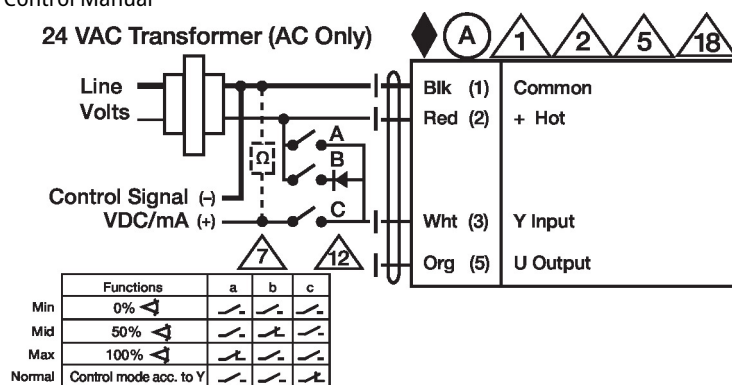 Control Manual
24 VAC Transformer (AC Only)
A 1 2 5 18
Line
Volts
Blk (1) Common
Red (2) + Hot
A
Ω
B
Control Signal (–)
VDC/mA (+)
C
Wht (3) Y Input
7 12
Org (5) U Output
Functions a b c
Min 0%
Mid 50%
Max 100%
Normal Control mode acc. to Y